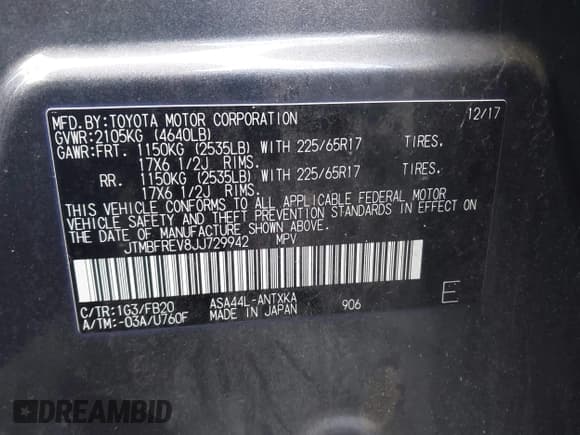 MFD.BY:TOYOTA MOTOR CORPORATION 12/17
GVWR:2105KG (4640LB)
GAWR:FRT. 1150KG (2535LB) WITH 225/65R17 TIRES.
17X6 1/2J RIMS.
RR. 1150KG (2535LB) WITH 225/65R17 TIRES.
17X6 1/2J RIMS.
THIS VEHICLE CONFORMS TO ALL APPLICABLE FEDERAL MOTOR
VEHICLE SAFETY AND THEFT PREVENTION STANDARDS IN EFFECT ON
THE DATE OF MANUFACTURE SHOWN ABOVE.
JTMBFREV8JJ729942 MPV
C/TR:1G3/FB20 ASA44L-ANTXKA E
A/TM:-03A/U760F MADE IN JAPAN 906
DREAMBID